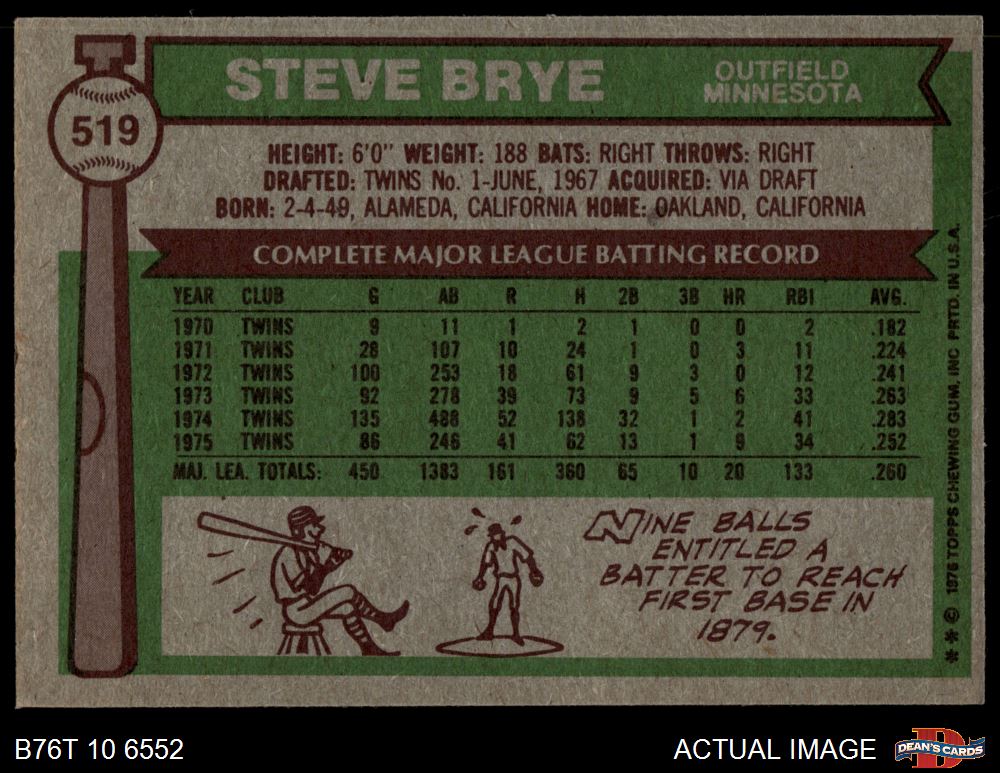 519
STEVE BRYE
OUTFIELD
MINNESOTA
HEIGHT: 6'0" WEIGHT: 188 BATS: RIGHT THROWS: RIGHT
DRAFTED: TWINS No. 1-JUNE, 1967 ACQUIRED: VIA DRAFT
BORN: 2-4-49, ALAMEDA, CALIFORNIA HOME: OAKLAND, CALIFORNIA
COMPLETE MAJOR LEAGUE BATTING RECORD
YEAR CLUB G AB R H 2B 3B HR RBI AVG.
1970 TWINS 9 11 1 2 1 0 0 2 .182
1971 TWINS 28 107 10 24 1 0 3 11 .224
1972 TWINS 100 253 18 61 9 3 0 12 .241
1973 TWINS 92 278 39 73 9 5 6 33 .263
1974 TWINS 135 488 52 138 32 1 2 41 .283
1975 TWINS 86 246 41 62 13 1 9 34 .252
MAJ. LEA. TOTALS: 450 1383 161 360 65 10 20 133 .260
NINE BALLS
ENTITLED A
BATTER TO REACH
FIRST BASE IN
1879.
** © 1976 TOPPS CHEWING GUM, INC PRTD. IN U.S.A.
B76T 10 6552
ACTUAL IMAGE
DEAN'S CARDS